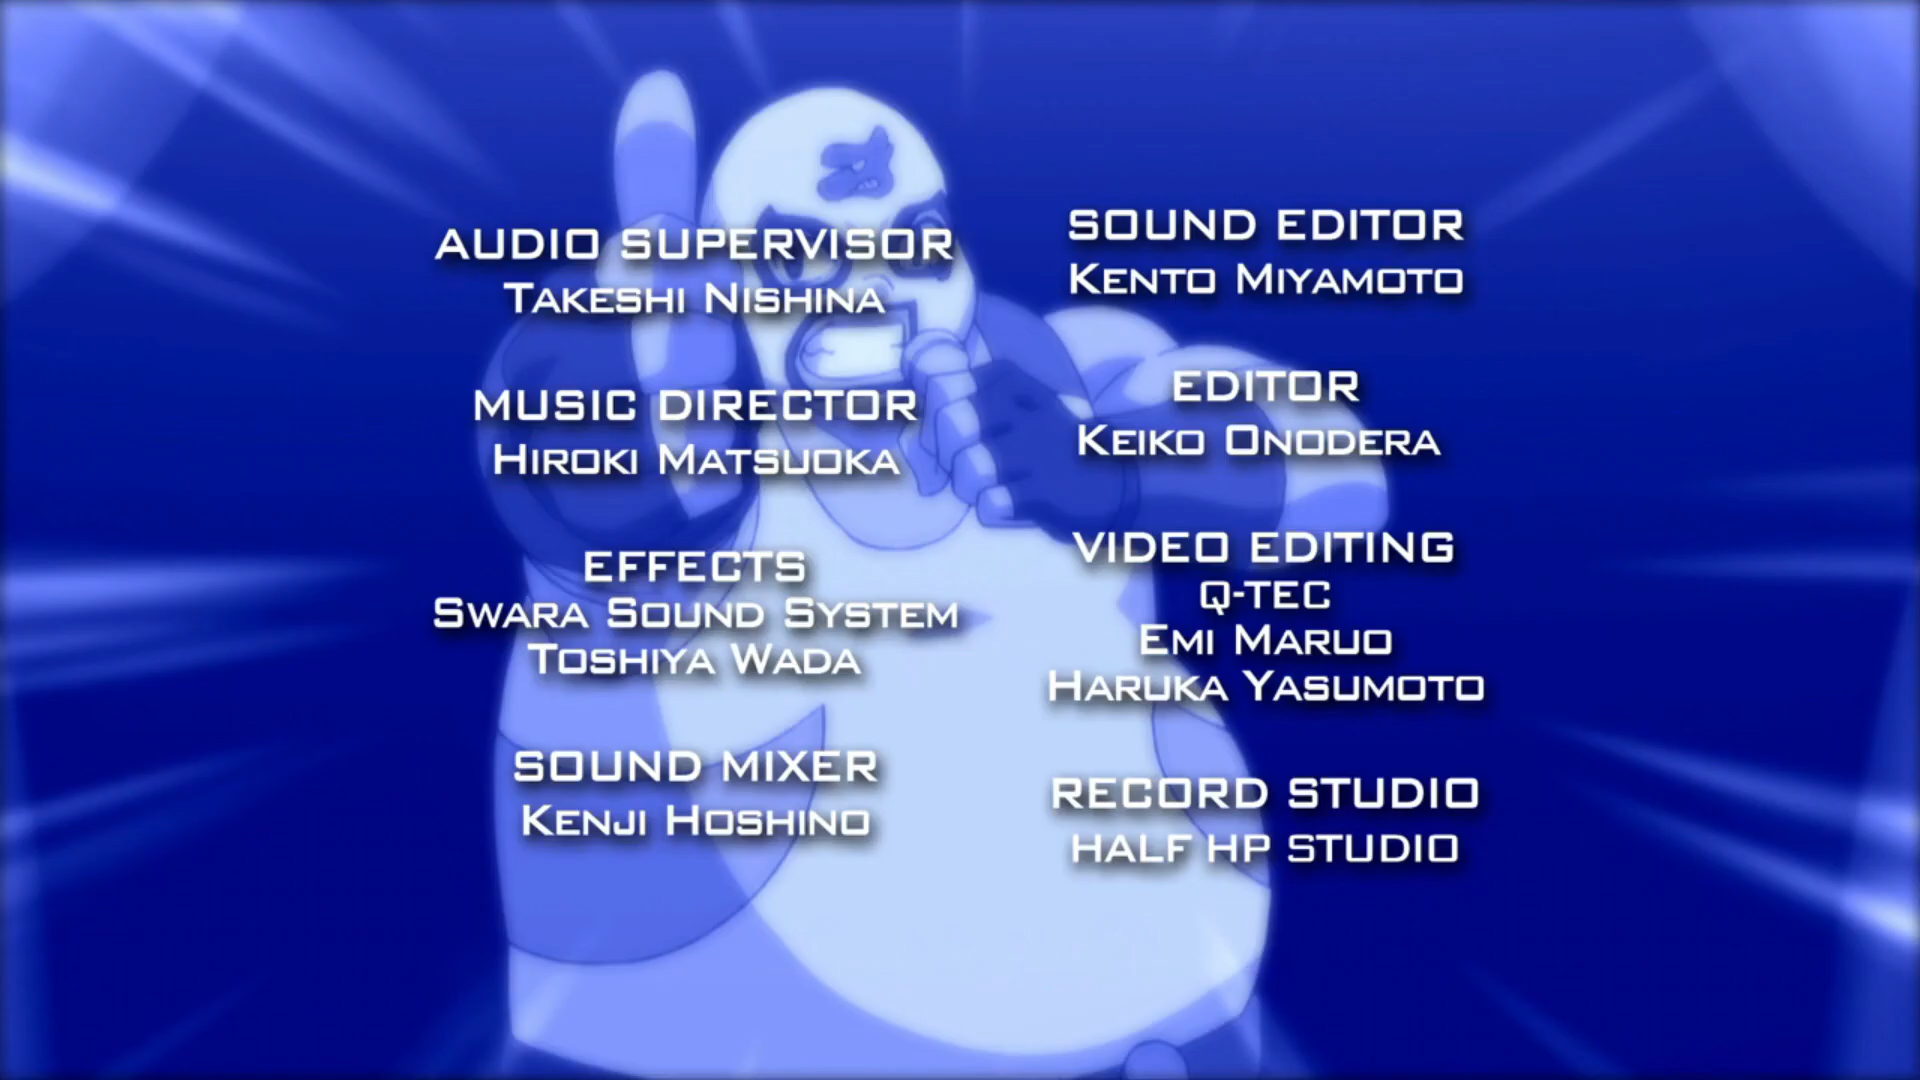 AUDIO SUPERVISOR
TAKESHI NISHINA
MUSIC DIRECTOR
HIROKI MATSUOKA
EFFECTS
SWARA SOUND SYSTEM
TOSHIYA WADA
SOUND MIXER
KENJI HOSHINO
SOUND EDITOR
KENTO MIYAMOTO
EDITOR
KEIKO ONODERA
VIDEO EDITING
Q-TEC
EMI MARUO
HARUKA YASUMOTO
RECORD STUDIO
HALF HP STUDIO